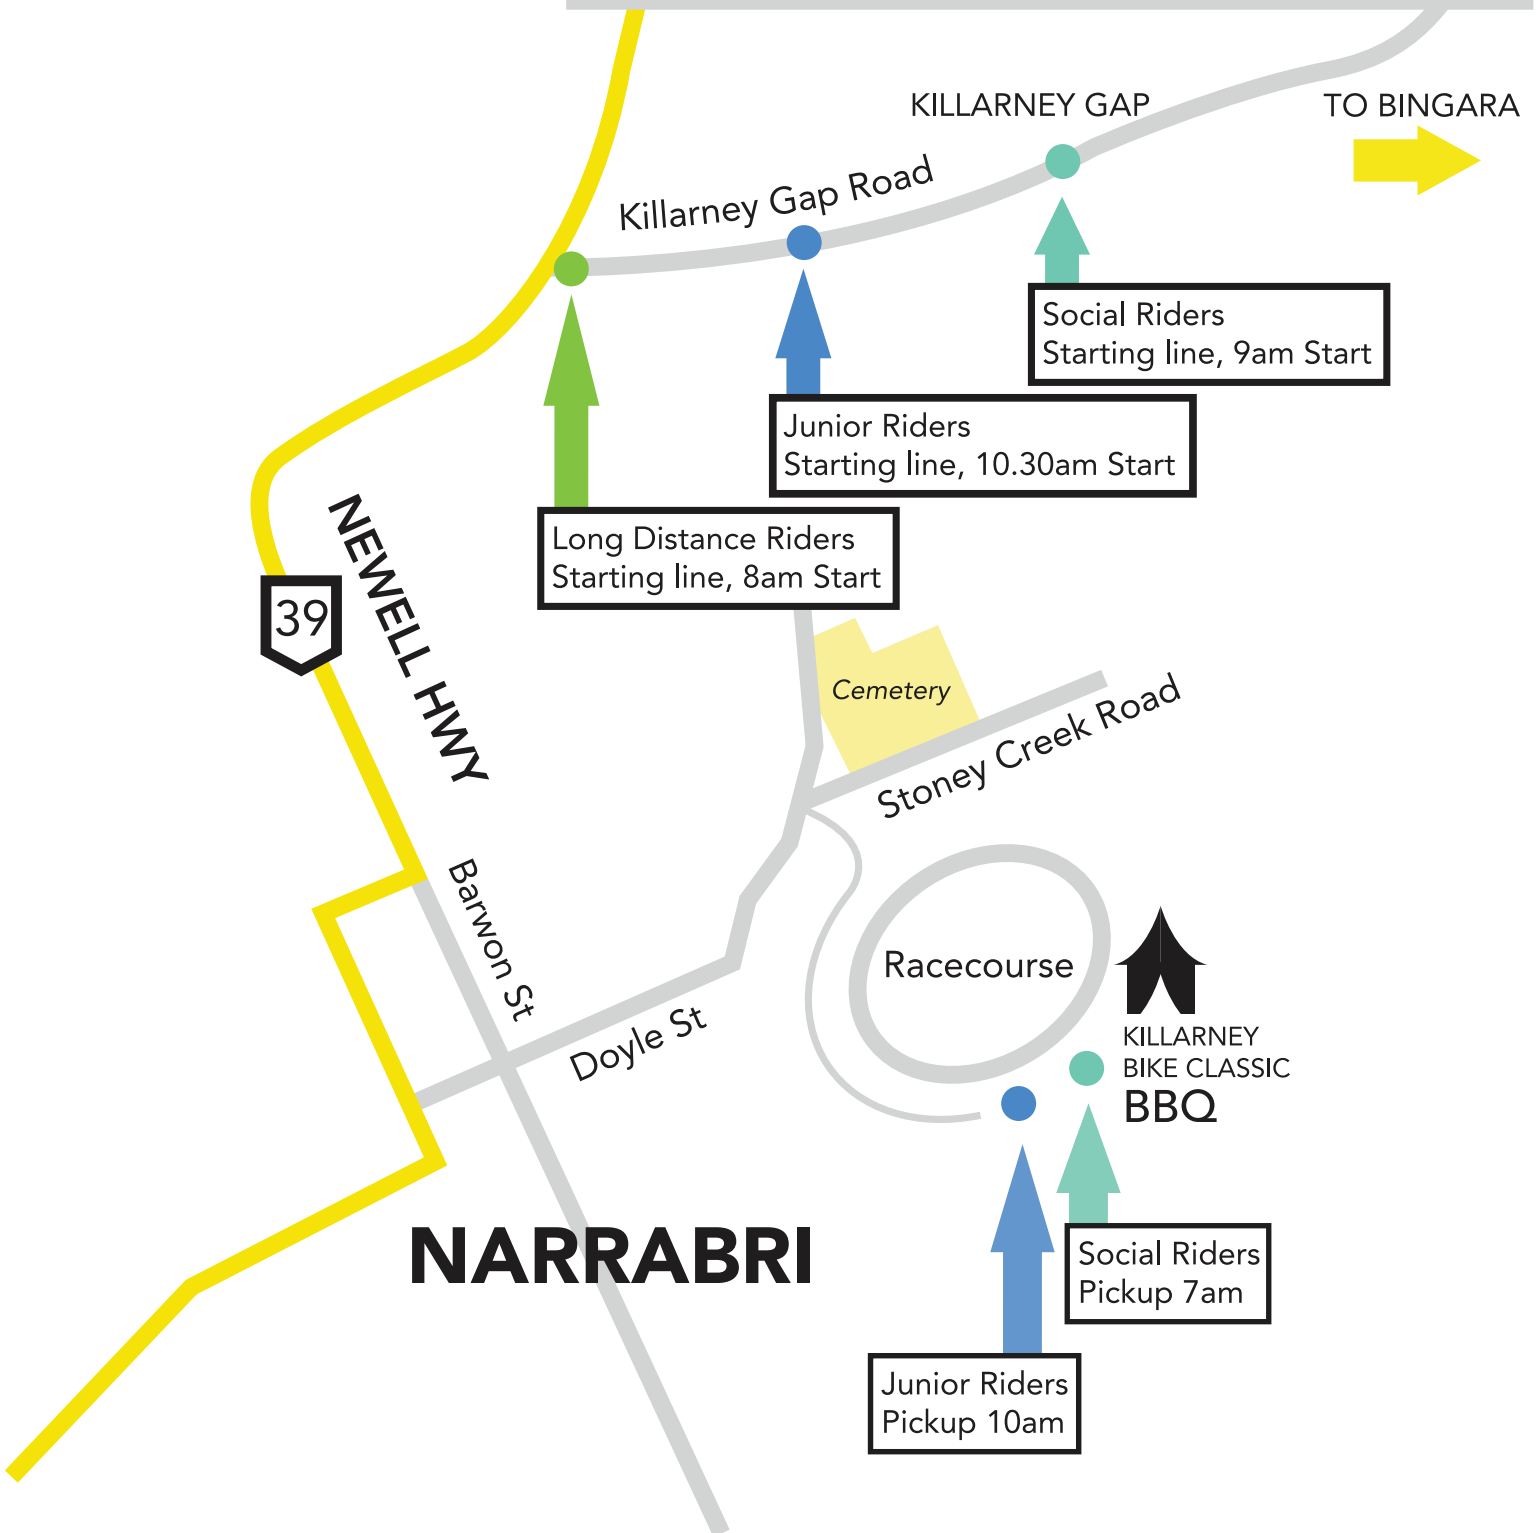 KILLARNEY GAP
TO BINGARA
Killarney Gap Road
Social Riders
Starting line, 9am Start
Junior Riders
Starting line, 10.30am Start
Long Distance Riders
Starting line, 8am Start
NEWELL HWY
39
Cemetery
Stoney Creek Road
Barwon St
Racecourse
Doyle St
KILLARNEY
BIKE CLASSIC
BBQ
NARRABRI
Social Riders
Pickup 7am
Junior Riders
Pickup 10am